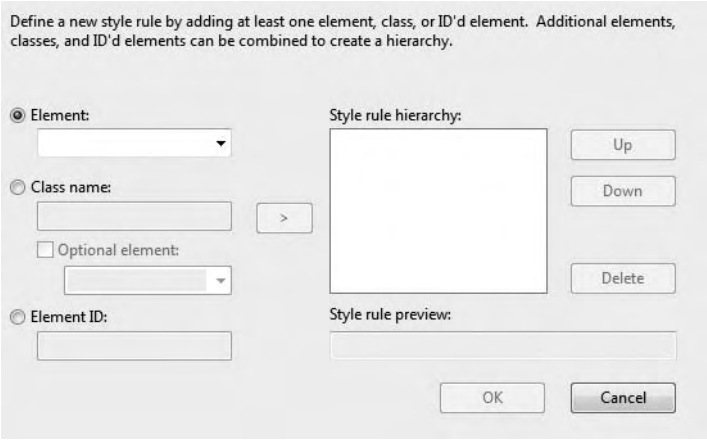 Define a new style rule by adding at least one element, class, or ID'd element.  Additional elements,
classes, and ID'd elements can be combined to create a hierarchy.
Element:
Style rule hierarchy:
Up
Class name:
Down
>
Optional element:
Delete
Element ID:
Style rule preview:
OK
Cancel